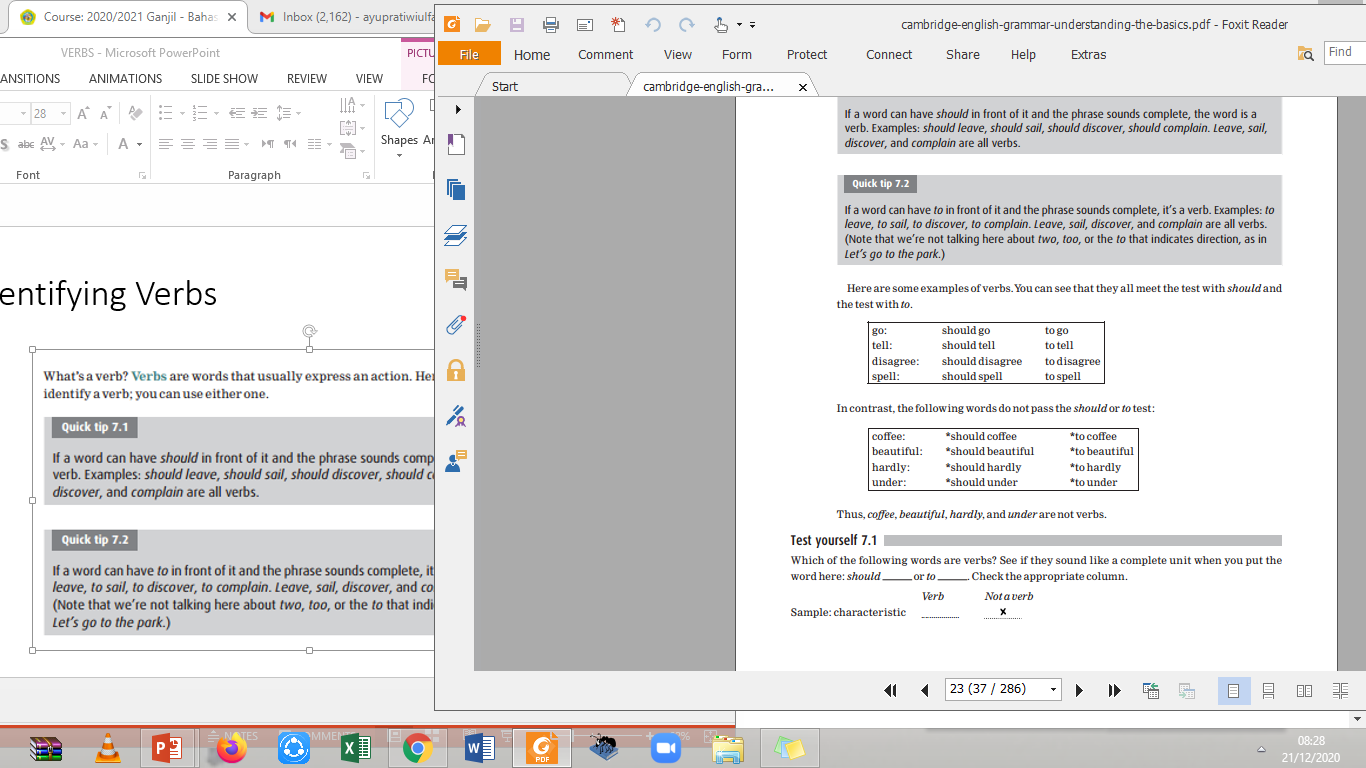 Course: 2020/2021 Ganjil - Bahas
Inbox (2,162) - ayupratiwiulfa
VERBS - Microsoft PowerPoint
PICTU
ANSITIONS
ANIMATIONS
SLIDE SHOW
REVIEW
VIEW
FO
28
Aa
A
abc
AV
Shapes
Font
Paragraph
entifying Verbs
What's a verb? Verbs are words that usually express an action. Her
identify a verb; you can use either one.
Quick tip 7.1
If a word can have should in front of it and the phrase sounds comp
verb. Examples: should leave, should sail, should discover, should co
discover, and complain are all verbs.
Quick tip 7.2
If a word can have to in front of it and the phrase sounds complete, it
leave, to sail, to discover, to complain. Leave, sail, discover, and co
(Note that we're not talking here about two, too, or the to that indi
Let's go to the park.)
cambridge-english-grammar-understanding-the-basics.pdf - Foxit Reader
File
Home
Comment
View
Form
Protect
Connect
Share
Help
Extras
Find
Start
cambridge-english-gra...
If a word can have should in front of it and the phrase sounds complete, the word is a
verb. Examples: should leave, should sail, should discover, should complain. Leave, sail,
discover, and complain are all verbs.
Quick tip 7.2
If a word can have to in front of it and the phrase sounds complete, it's a verb. Examples: to
leave, to sail, to discover, to complain. Leave, sail, discover, and complain are all verbs.
(Note that we're not talking here about two, too, or the to that indicates direction, as in
Let's go to the park.)
Here are some examples of verbs. You can see that they all meet the test with should and
the test with to.
go: should go to go
tell: should tell to tell
disagree: should disagree to disagree
spell: should spell to spell
In contrast, the following words do not pass the should or to test:
coffee: *should coffee *to coffee
beautiful: *should beautiful *to beautiful
hardly: *should hardly *to hardly
under: *should under *to under
Thus, coffee, beautiful, hardly, and under are not verbs.
Test yourself 7.1
Which of the following words are verbs? See if they sound like a complete unit when you put the
word here: should _____ or to _____. Check the appropriate column.
Verb Not a verb
Sample: characteristic ........ x
23 (37 / 286)
NOTES
PDF
08:28
21/12/2020